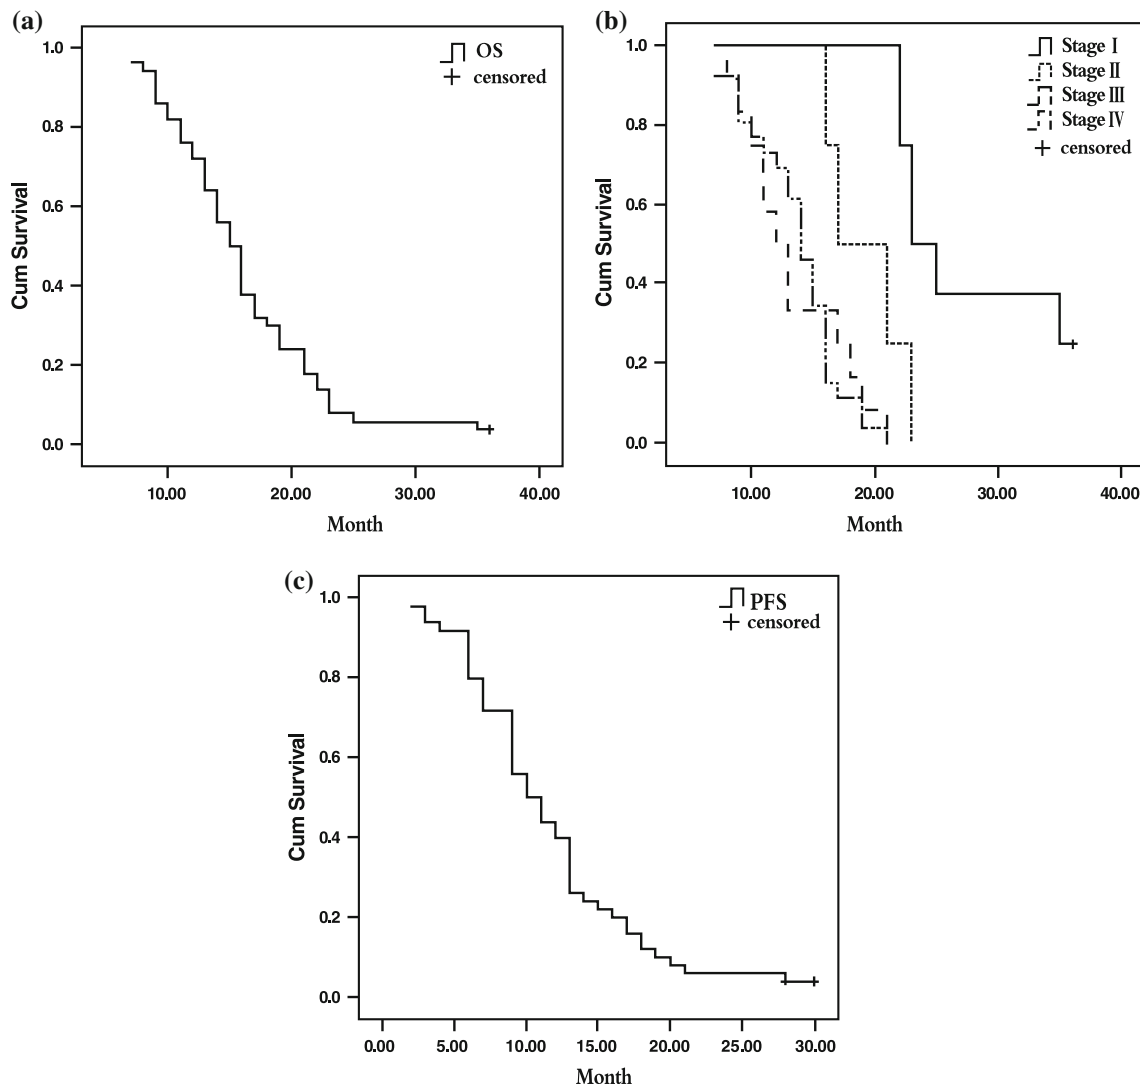 (a)
OS
censored
1.0
0.8
0.6
0.4
0.2
0.0
Cum Survival
10.00 20.00 30.00 40.00
Month
(b)
Stage I
Stage II
Stage III
Stage IV
censored
1.0
0.8
0.6
0.4
0.2
0.0
Cum Survival
10.00 20.00 30.00 40.00
Month
(c)
PFS
censored
1.0
0.8
0.6
0.4
0.2
0.0
Cum Survival
0.00 5.00 10.00 15.00 20.00 25.00 30.00
Month